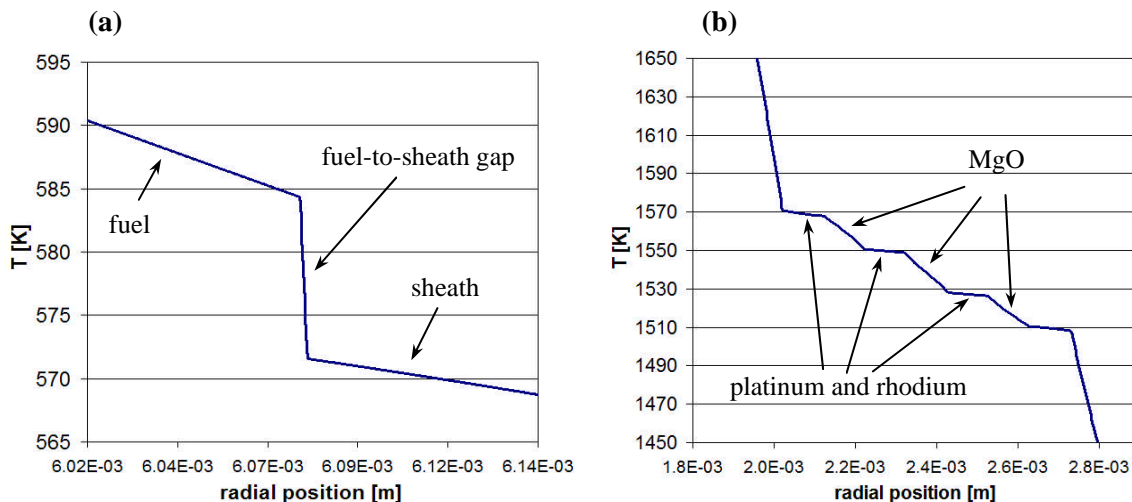 (a)
595
590
585
580
575
570
565
T [K]
fuel-to-sheath gap
fuel
sheath
6.02E-03 6.04E-03 6.07E-03 6.09E-03 6.12E-03 6.14E-03
radial position [m]
(b)
1650
1630
1610
1590
1570
1550
1530
1510
1490
1470
1450
T [K]
MgO
platinum and rhodium
1.8E-03 2.0E-03 2.2E-03 2.4E-03 2.6E-03 2.8E-03
radial position [m]